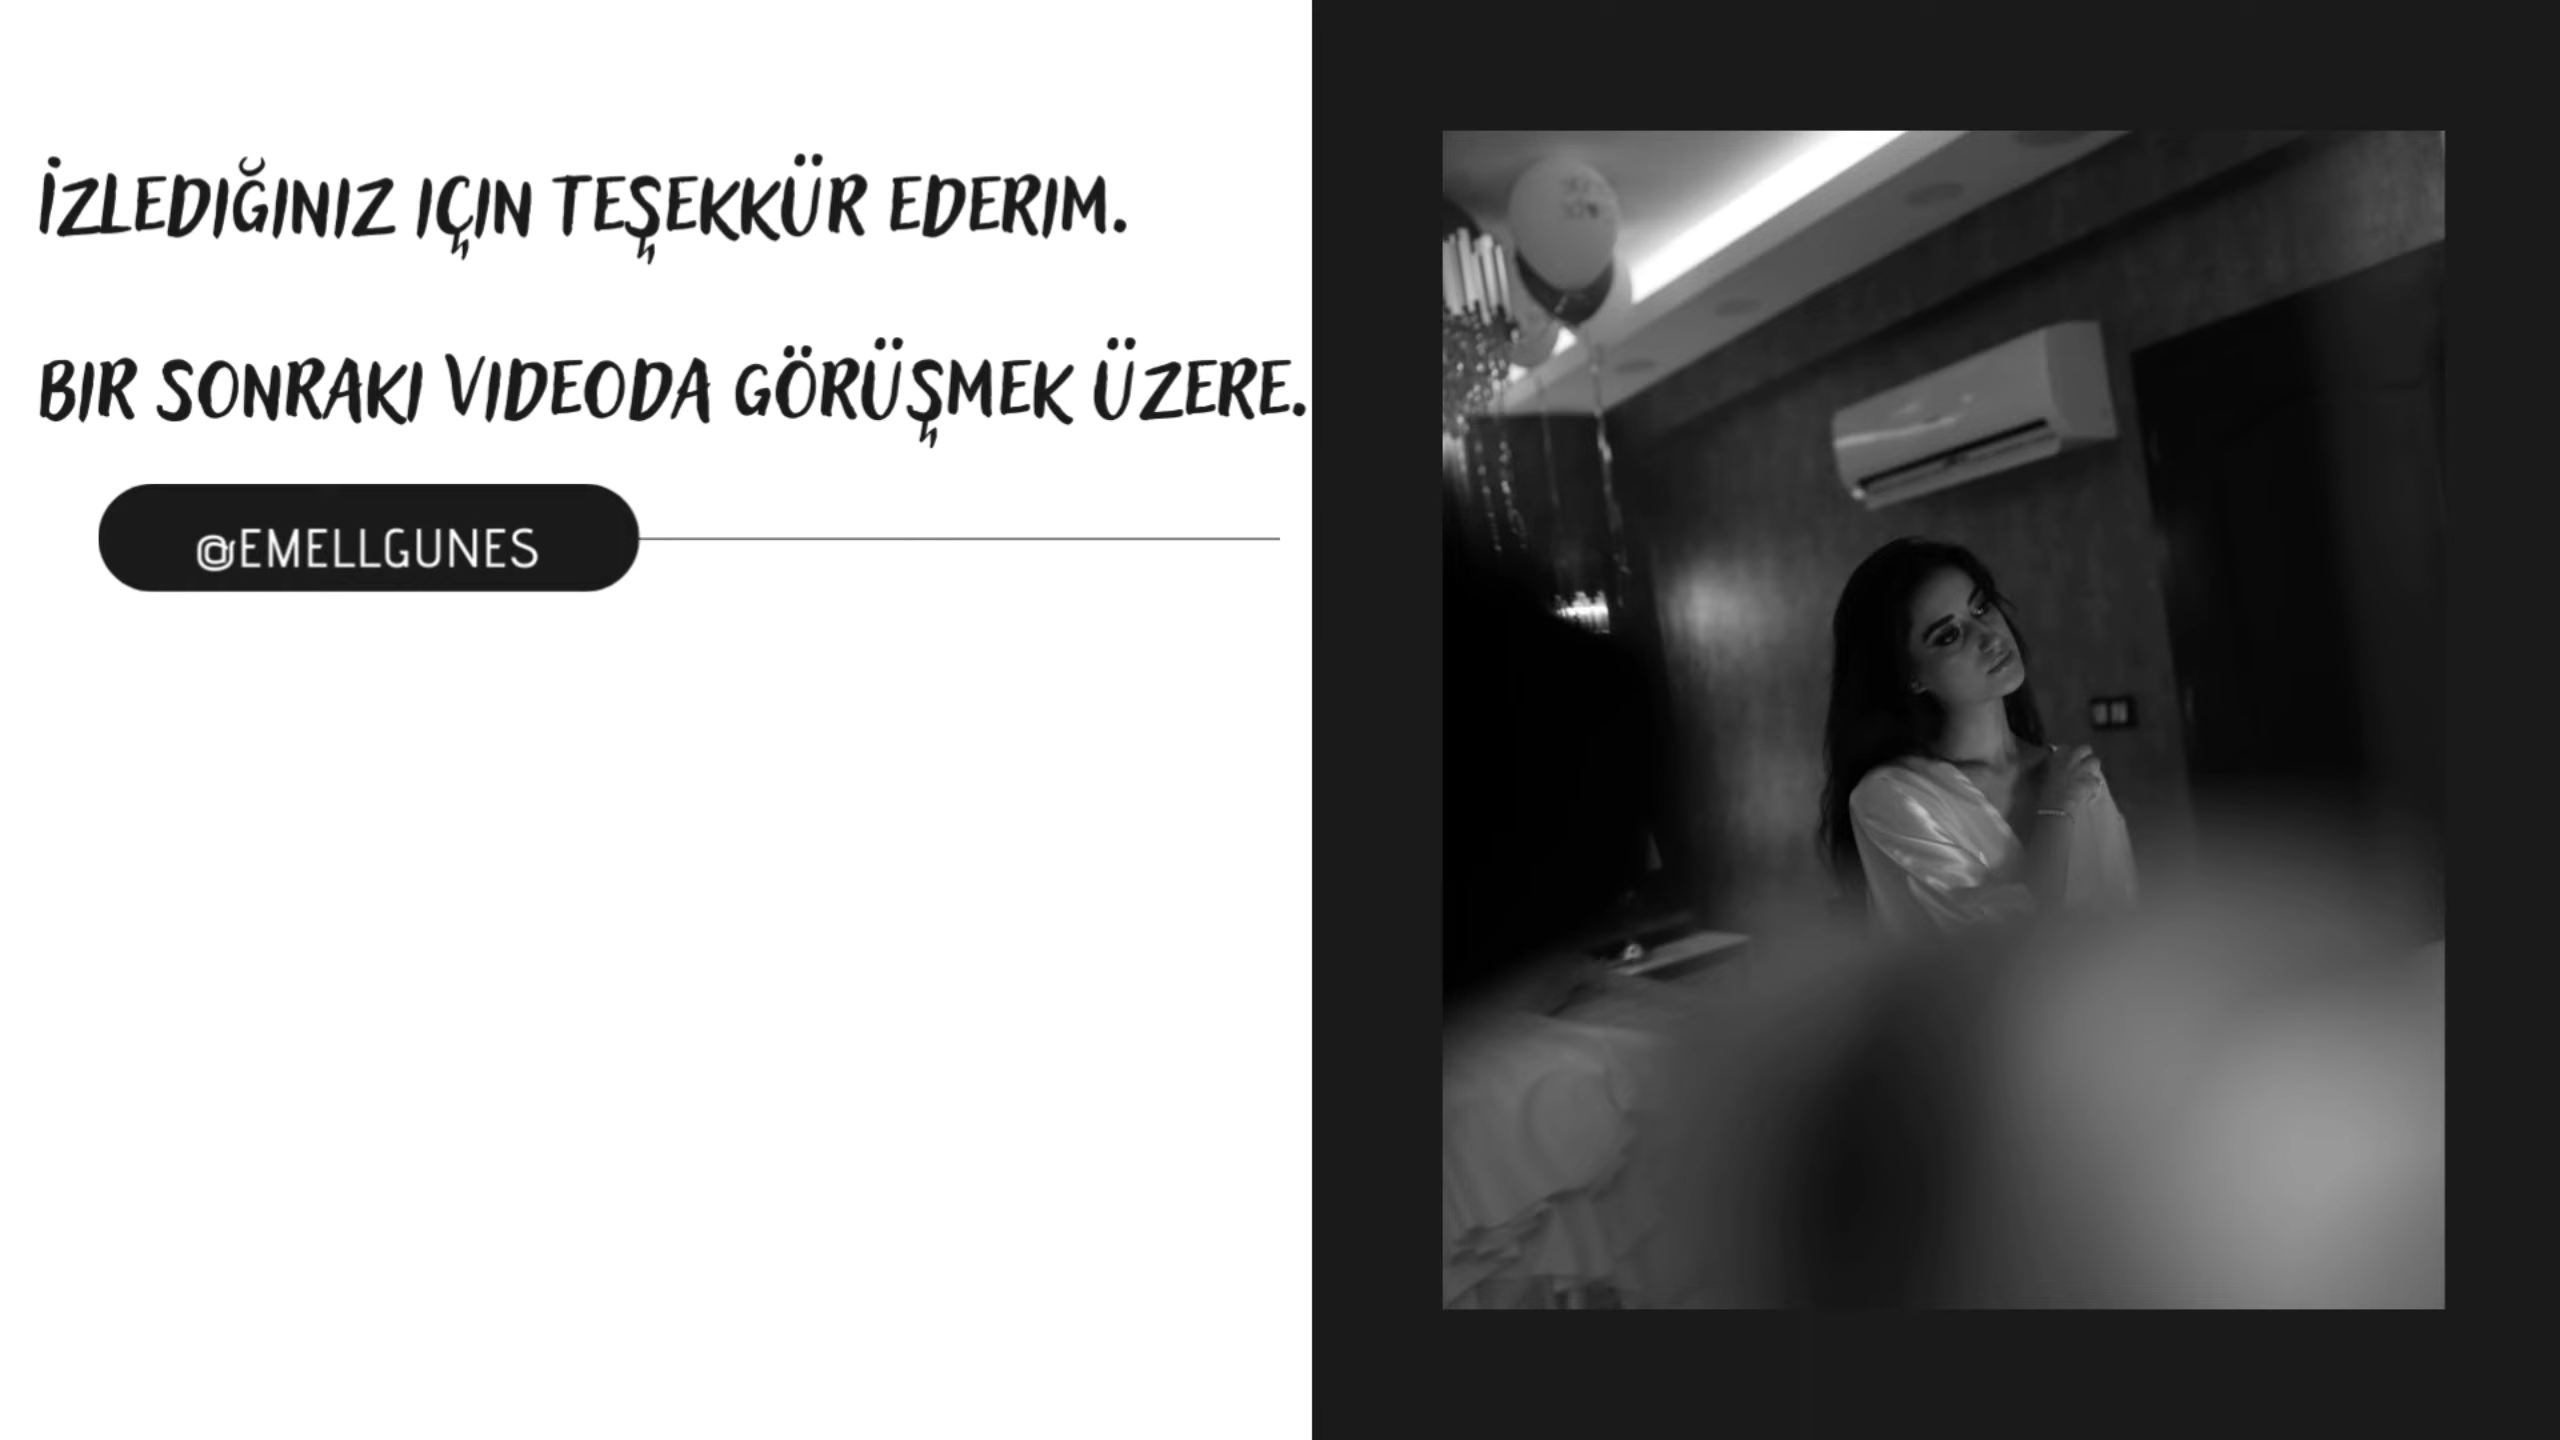 İZLEDIĞINIZ IÇIN TEŞEKKÜR EDERIM.
BIR SONRAKI VIDEODA GÖRÜŞMEK ÜZERE.
@EMELLGUNES